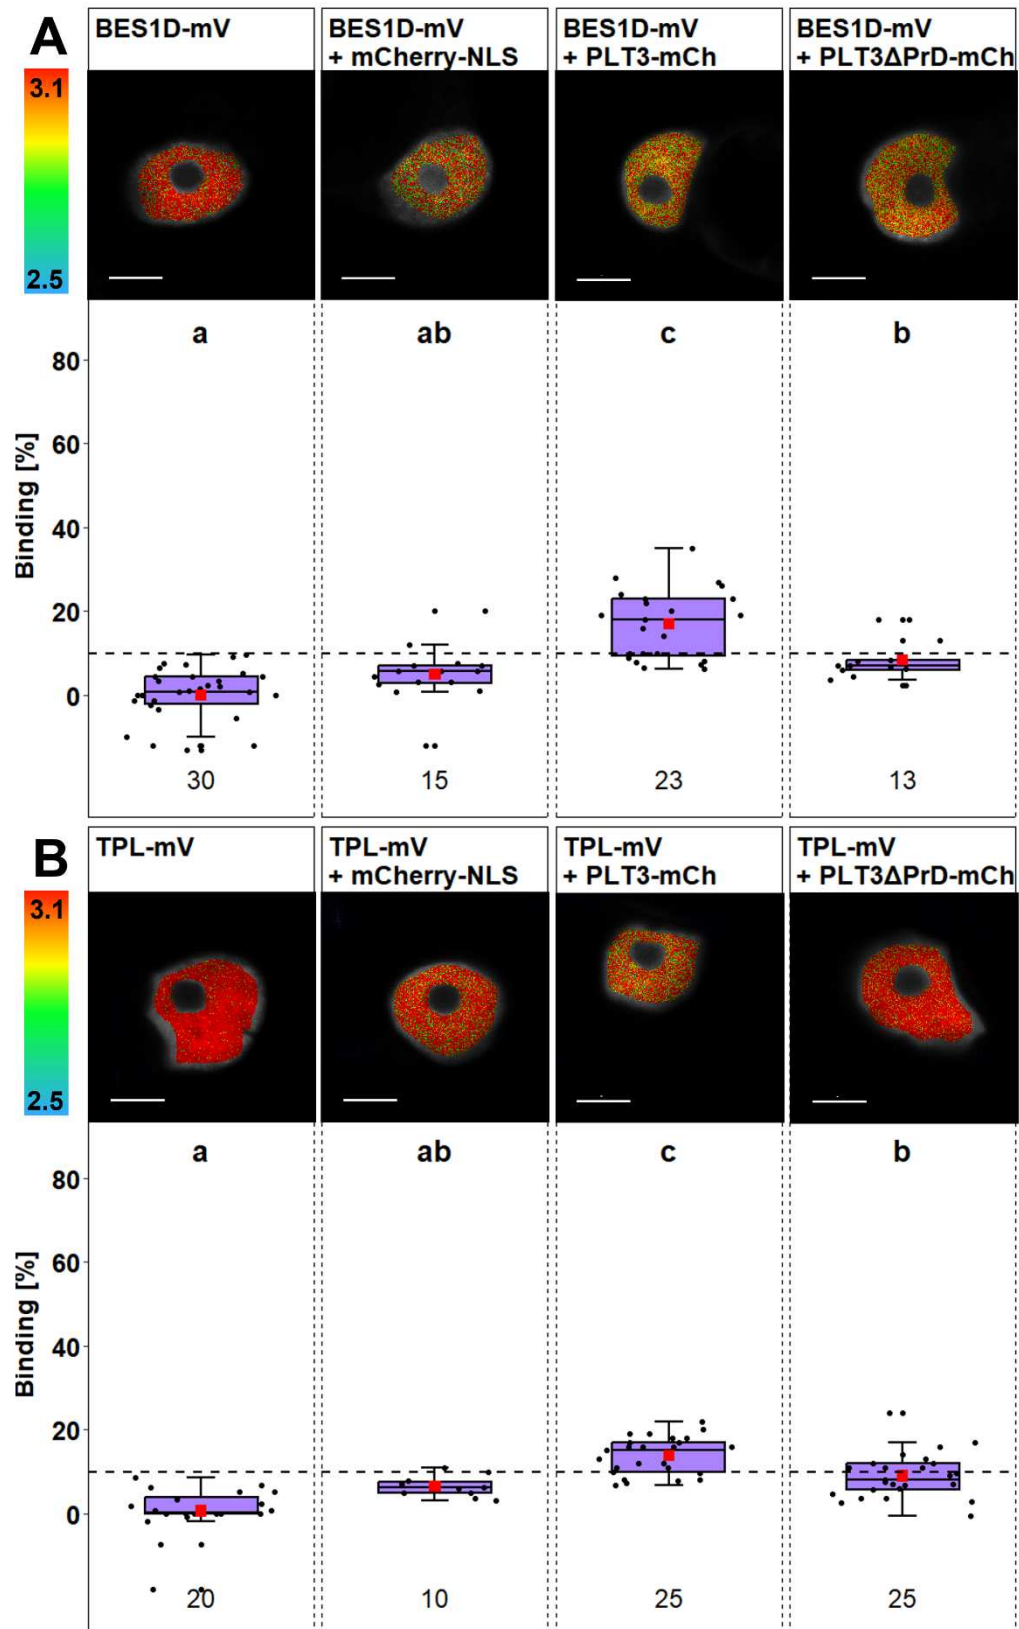 A
BES1D-mV
BES1D-mV
+ mCherry-NLS
BES1D-mV
+ PLT3-mCh
BES1D-mV
+ PLT3ΔPrD-mCh
3.1
2.5
a
ab
c
b
80
60
40
20
0
Binding [%]
30
15
23
13
B
TPL-mV
TPL-mV
+ mCherry-NLS
TPL-mV
+ PLT3-mCh
TPL-mV
+ PLT3ΔPrD-mCh
3.1
2.5
a
ab
c
b
80
60
40
20
0
Binding [%]
20
10
25
25